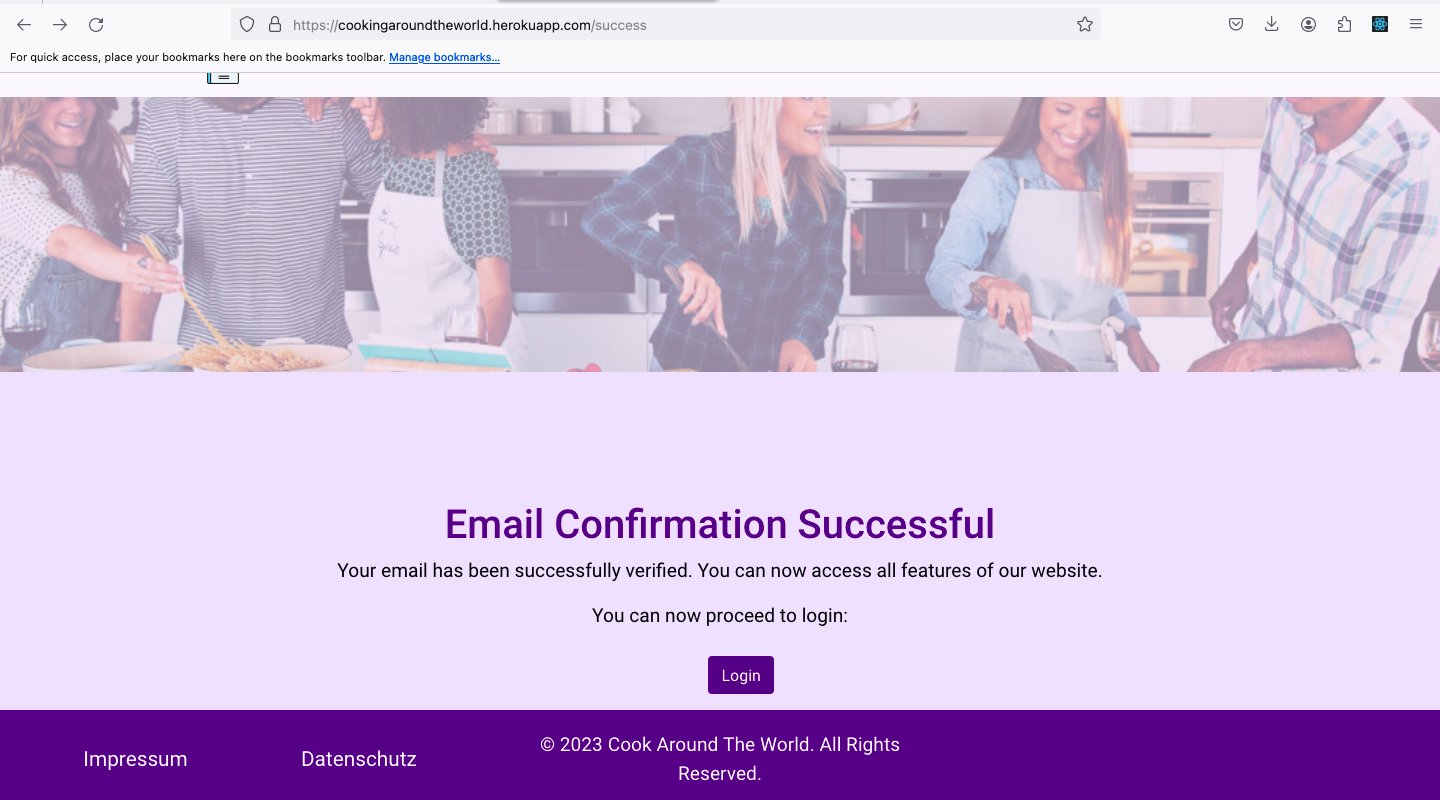 https://cookingaroundtheworld.herokuapp.com/success
For quick access, place your bookmarks here on the bookmarks toolbar. Manage bookmarks...
Email Confirmation Successful
Your email has been successfully verified. You can now access all features of our website.
You can now proceed to login:
Login
Impressum
Datenschutz
© 2023 Cook Around The World. All Rights
Reserved.